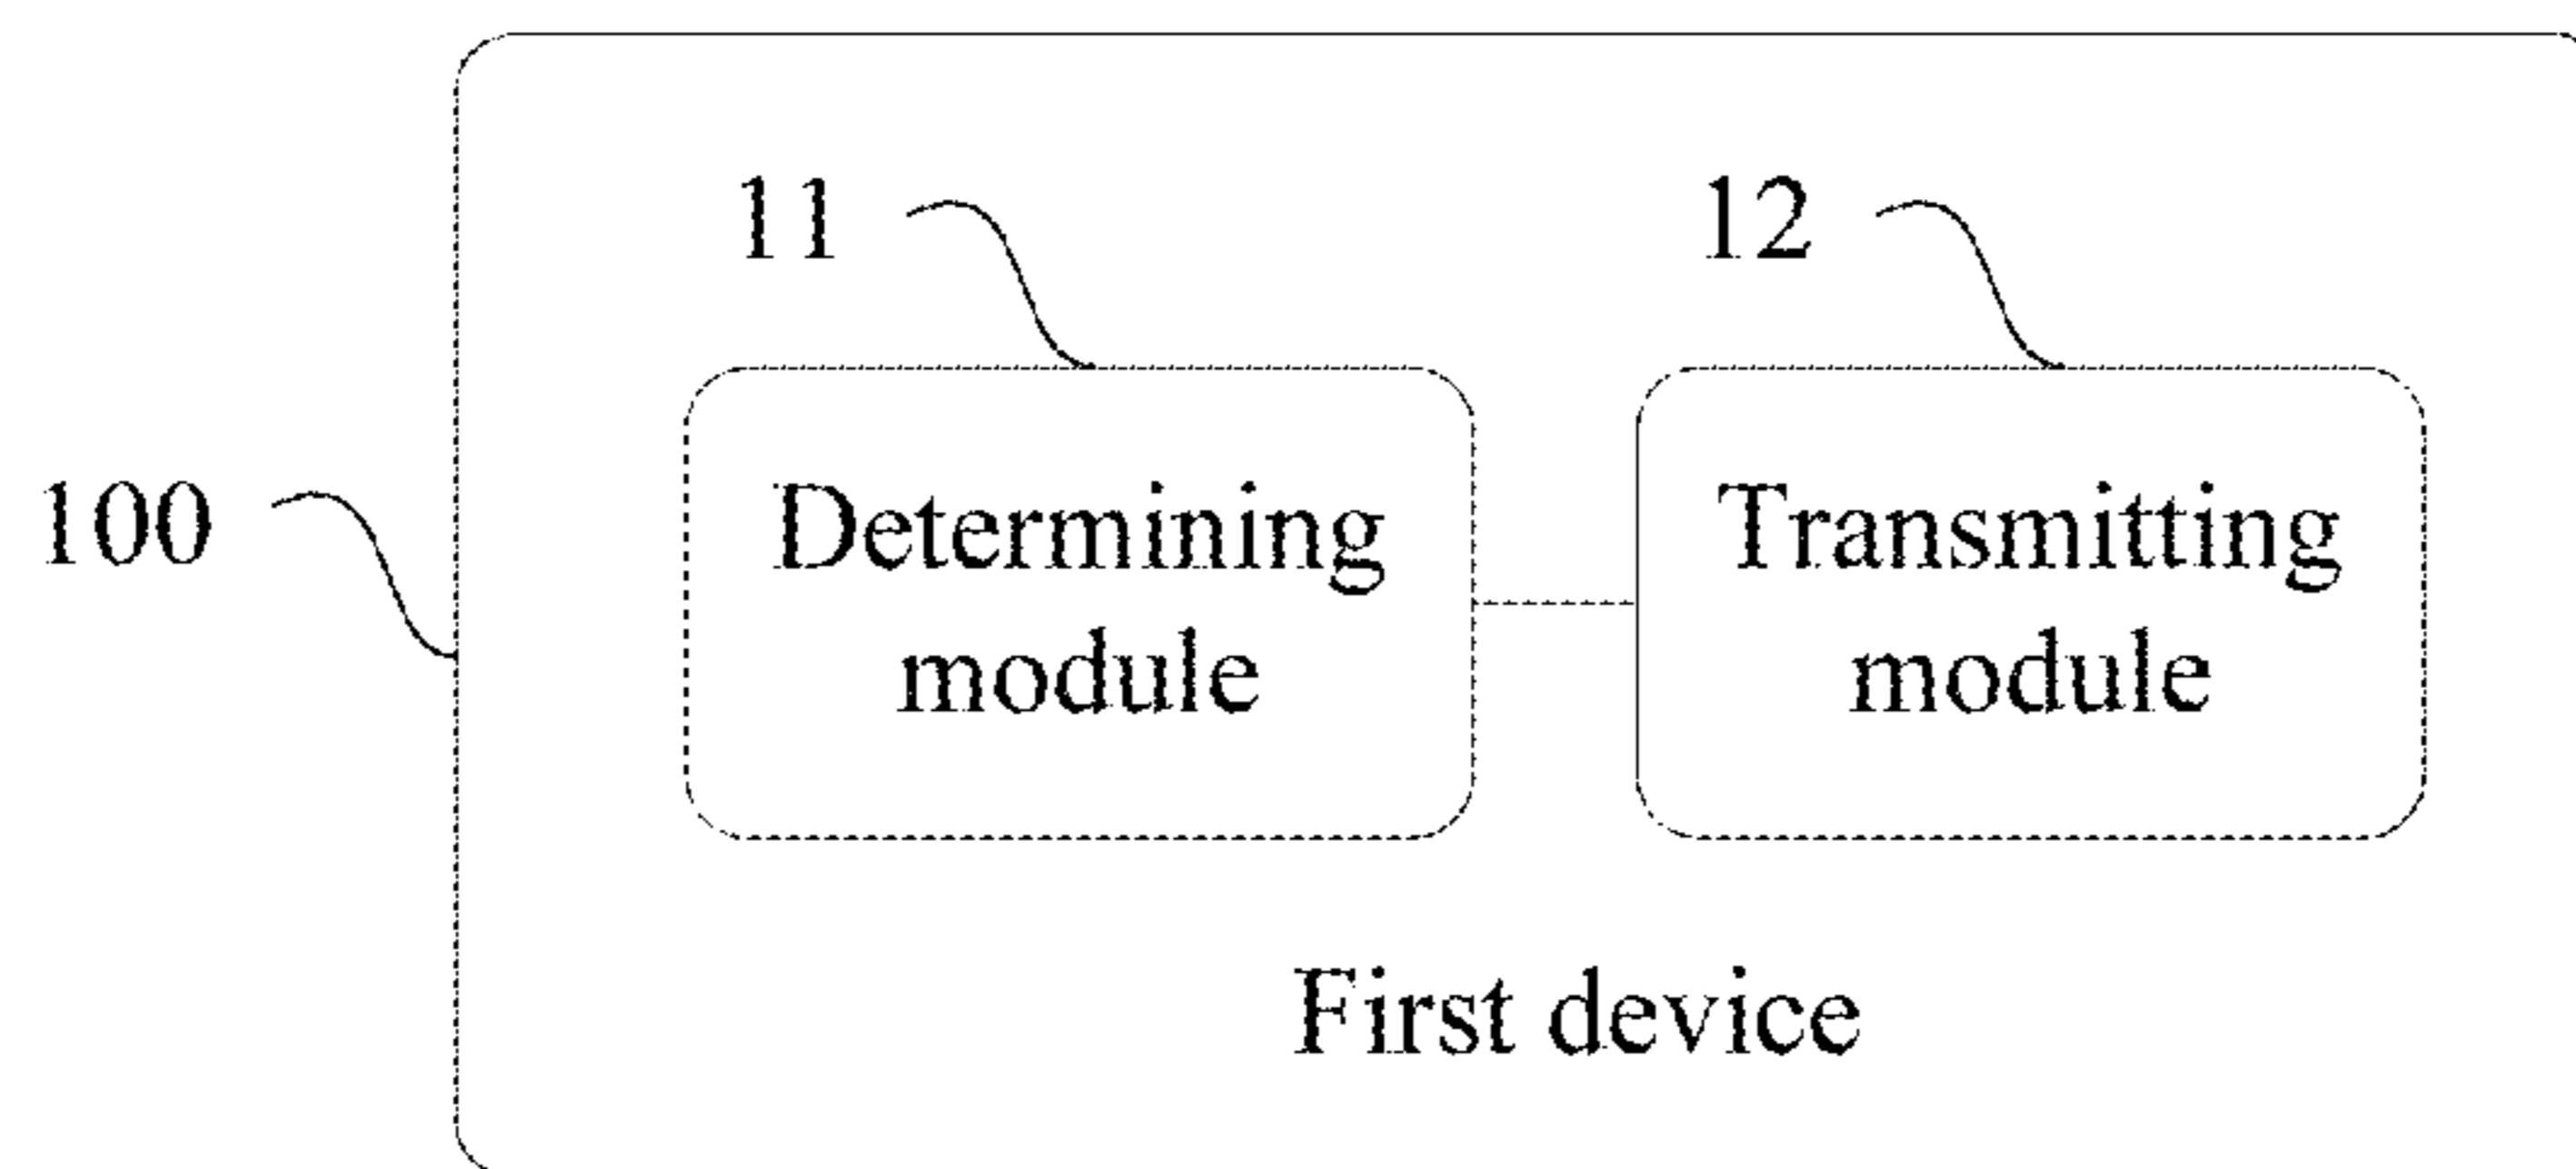 11
12
100
Determining
module
Transmitting
module
First device